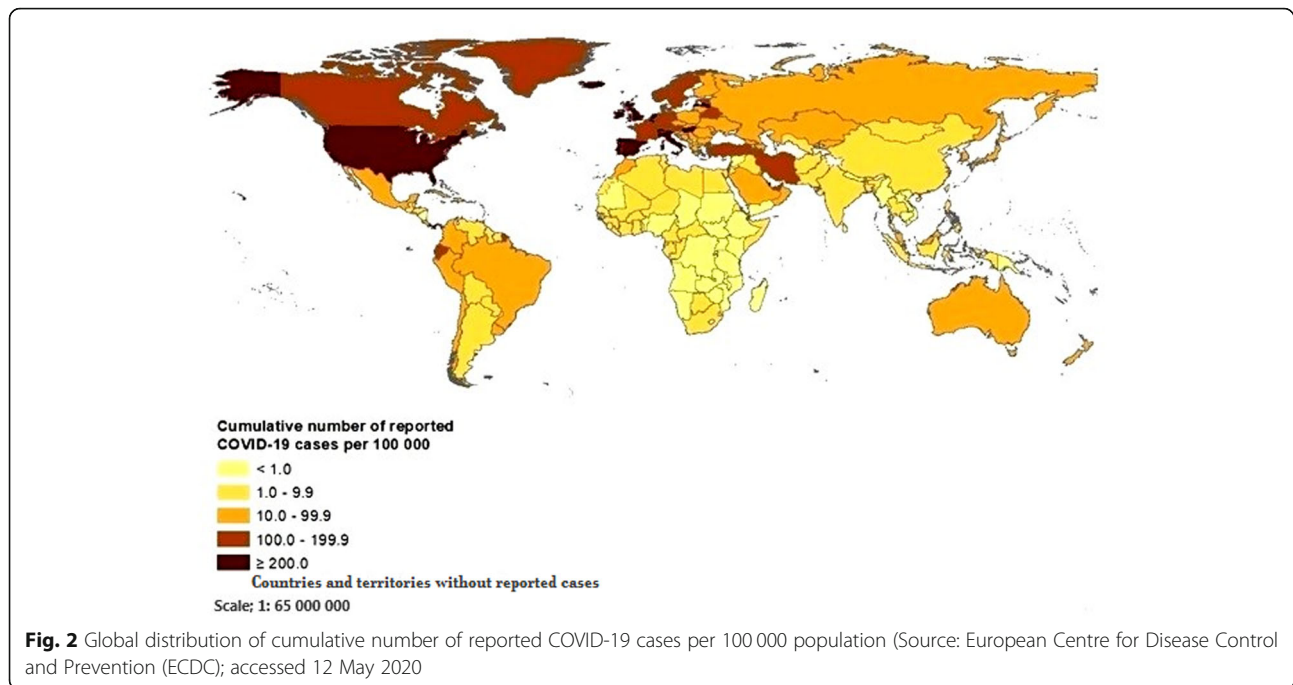 Cumulative number of reported
COVID-19 cases per 100 000
< 1.0
1.0 - 9.9
10.0 - 99.9
100.0 - 199.9
≥ 200.0
Countries and territories without reported cases
Scale; 1: 65 000 000
Fig. 2 Global distribution of cumulative number of reported COVID-19 cases per 100 000 population (Source: European Centre for Disease Control
and Prevention (ECDC); accessed 12 May 2020